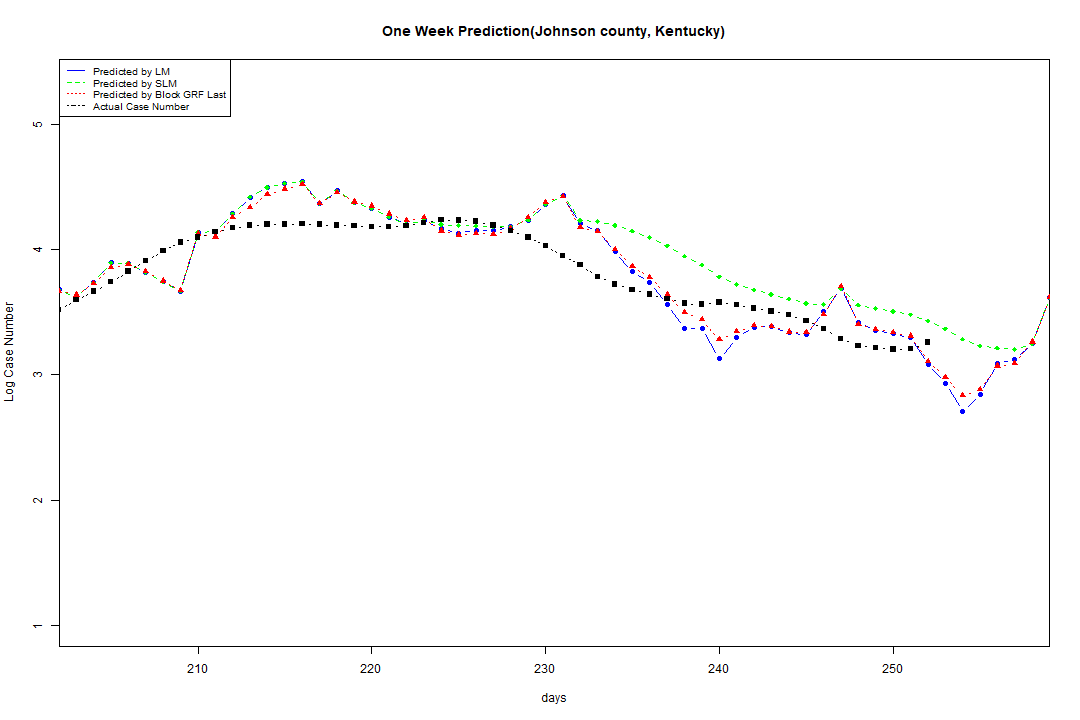 One Week Prediction(Johnson county, Kentucky)
Predicted by LM
Predicted by SLM
Predicted by Block GRF Last
Actual Case Number
5
4
3
2
1
Log Case Number
210 220 230 240 250
days